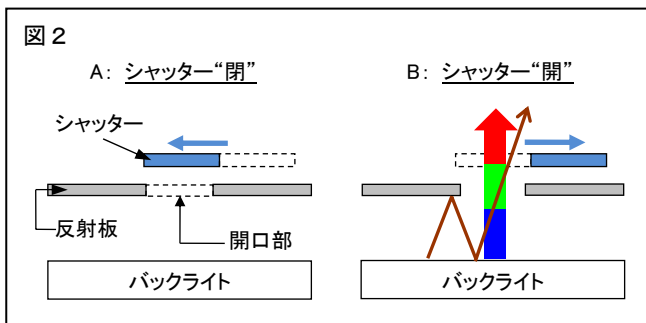 図2
A: シャッター“閉”
B: シャッター“開”
シャッター
反射板
開口部
バックライト
バックライト